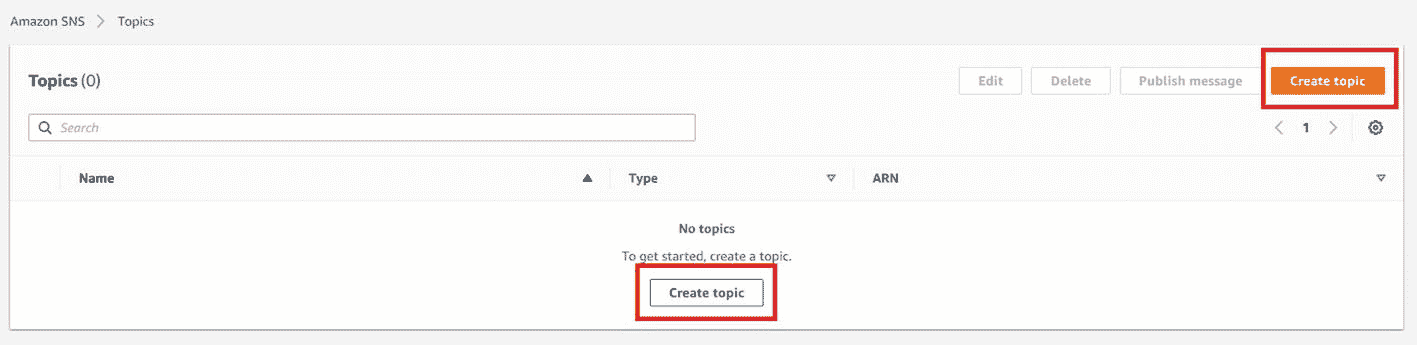 Amazon SNS > Topics
Topics (0) Edit Delete Publish message Create topic
Search < 1 >
Name Type ARN
No topics
To get started, create a topic.
Create topic